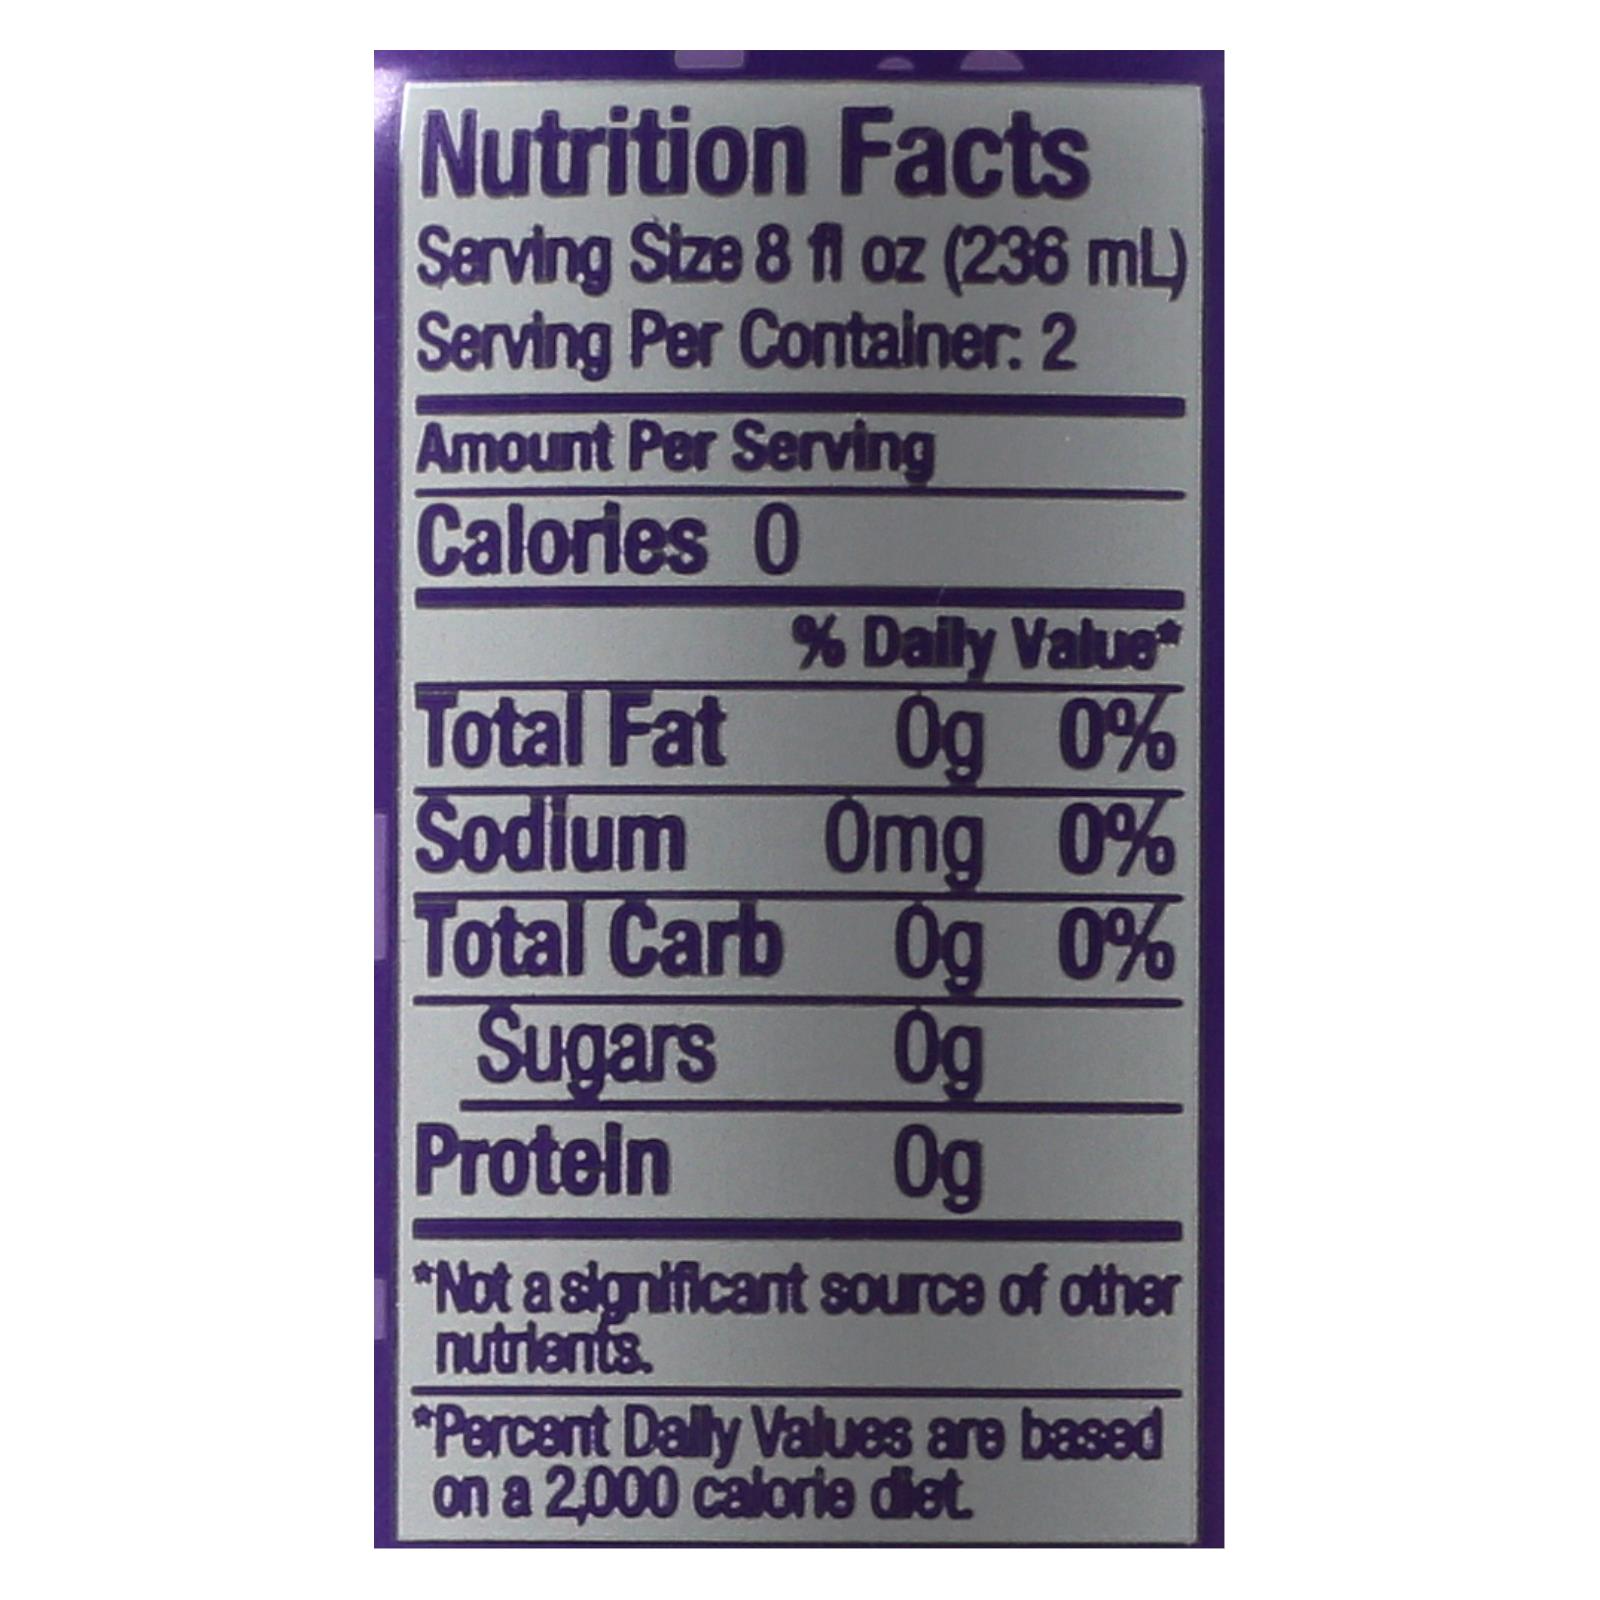 Nutrition Facts
Serving Size 8 fl oz (236 mL)
Serving Per Container: 2
Amount Per Serving
Calories 0
% Daily Value*
Total Fat 0g 0%
Sodium 0mg 0%
Total Carb 0g 0%
Sugars 0g
Protein 0g
*Not a significant source of other
nutrients.
*Percent Daily Values are based
on a 2,000 calorie diet.